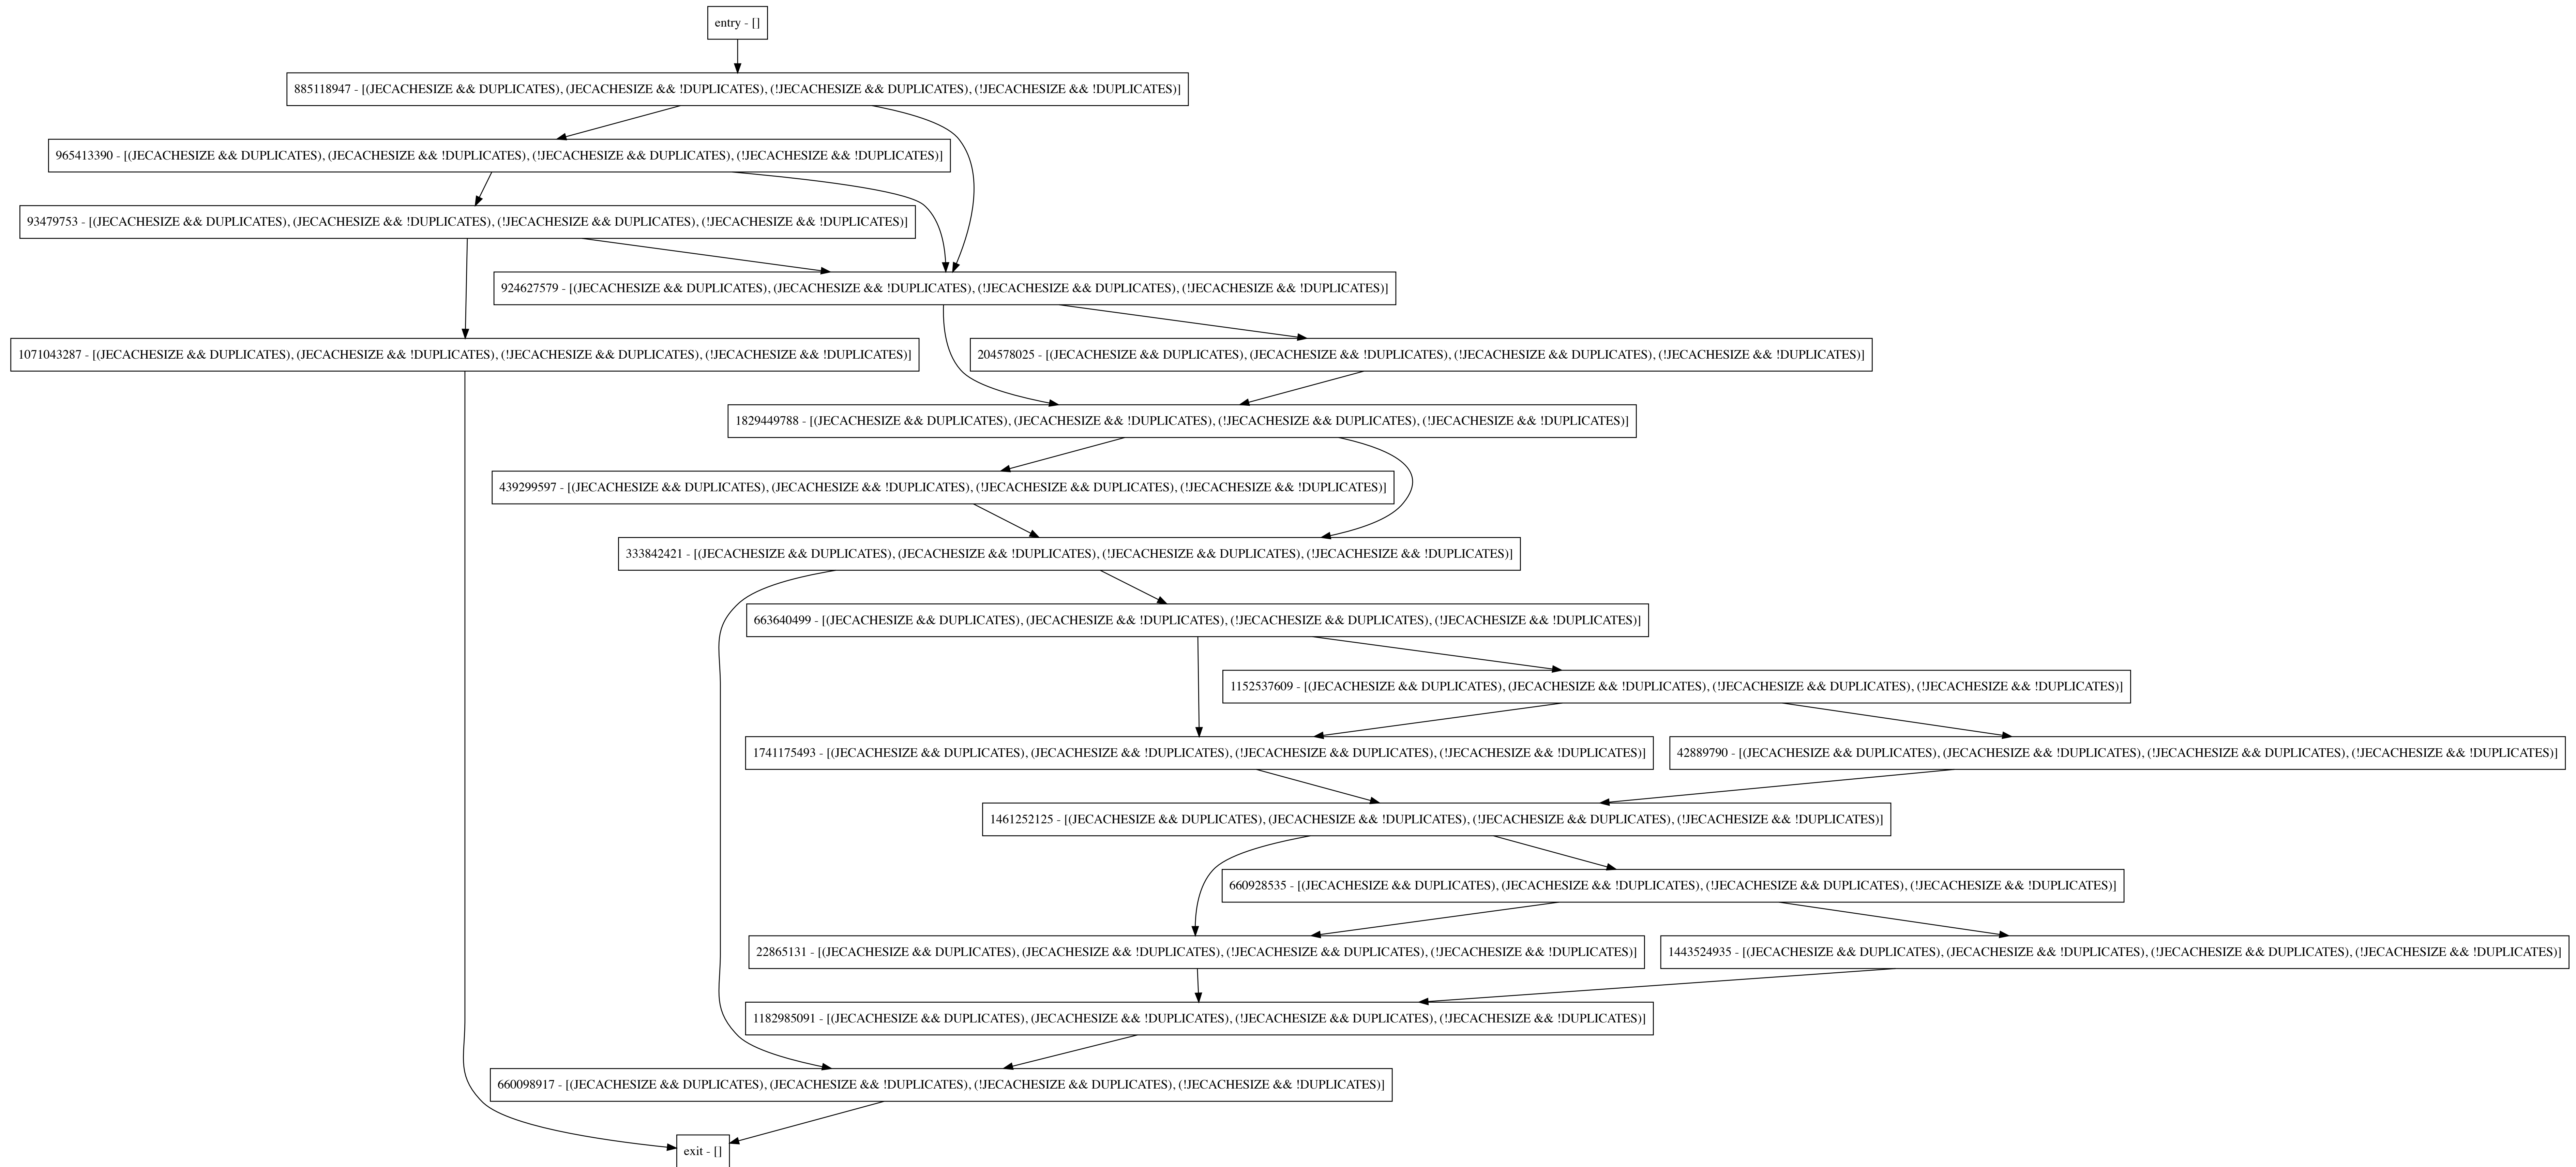 entry - []
885118947 - [(JECACHESIZE && DUPLICATES), (JECACHESIZE && !DUPLICATES), (!JECACHESIZE && DUPLICATES), (!JECACHESIZE && !DUPLICATES)]
965413390 - [(JECACHESIZE && DUPLICATES), (JECACHESIZE && !DUPLICATES), (!JECACHESIZE && DUPLICATES), (!JECACHESIZE && !DUPLICATES)]
93479753 - [(JECACHESIZE && DUPLICATES), (JECACHESIZE && !DUPLICATES), (!JECACHESIZE && DUPLICATES), (!JECACHESIZE && !DUPLICATES)]
924627579 - [(JECACHESIZE && DUPLICATES), (JECACHESIZE && !DUPLICATES), (!JECACHESIZE && DUPLICATES), (!JECACHESIZE && !DUPLICATES)]
1071043287 - [(JECACHESIZE && DUPLICATES), (JECACHESIZE && !DUPLICATES), (!JECACHESIZE && DUPLICATES), (!JECACHESIZE && !DUPLICATES)]
204578025 - [(JECACHESIZE && DUPLICATES), (JECACHESIZE && !DUPLICATES), (!JECACHESIZE && DUPLICATES), (!JECACHESIZE && !DUPLICATES)]
1829449788 - [(JECACHESIZE && DUPLICATES), (JECACHESIZE && !DUPLICATES), (!JECACHESIZE && DUPLICATES), (!JECACHESIZE && !DUPLICATES)]
439299597 - [(JECACHESIZE && DUPLICATES), (JECACHESIZE && !DUPLICATES), (!JECACHESIZE && DUPLICATES), (!JECACHESIZE && !DUPLICATES)]
333842421 - [(JECACHESIZE && DUPLICATES), (JECACHESIZE && !DUPLICATES), (!JECACHESIZE && DUPLICATES), (!JECACHESIZE && !DUPLICATES)]
663640499 - [(JECACHESIZE && DUPLICATES), (JECACHESIZE && !DUPLICATES), (!JECACHESIZE && DUPLICATES), (!JECACHESIZE && !DUPLICATES)]
1152537609 - [(JECACHESIZE && DUPLICATES), (JECACHESIZE && !DUPLICATES), (!JECACHESIZE && DUPLICATES), (!JECACHESIZE && !DUPLICATES)]
1741175493 - [(JECACHESIZE && DUPLICATES), (JECACHESIZE && !DUPLICATES), (!JECACHESIZE && DUPLICATES), (!JECACHESIZE && !DUPLICATES)]
42889790 - [(JECACHESIZE && DUPLICATES), (JECACHESIZE && !DUPLICATES), (!JECACHESIZE && DUPLICATES), (!JECACHESIZE && !DUPLICATES)]
1461252125 - [(JECACHESIZE && DUPLICATES), (JECACHESIZE && !DUPLICATES), (!JECACHESIZE && DUPLICATES), (!JECACHESIZE && !DUPLICATES)]
660928535 - [(JECACHESIZE && DUPLICATES), (JECACHESIZE && !DUPLICATES), (!JECACHESIZE && DUPLICATES), (!JECACHESIZE && !DUPLICATES)]
22865131 - [(JECACHESIZE && DUPLICATES), (JECACHESIZE && !DUPLICATES), (!JECACHESIZE && DUPLICATES), (!JECACHESIZE && !DUPLICATES)]
1443524935 - [(JECACHESIZE && DUPLICATES), (JECACHESIZE && !DUPLICATES), (!JECACHESIZE && DUPLICATES), (!JECACHESIZE && !DUPLICATES)]
1182985091 - [(JECACHESIZE && DUPLICATES), (JECACHESIZE && !DUPLICATES), (!JECACHESIZE && DUPLICATES), (!JECACHESIZE && !DUPLICATES)]
660098917 - [(JECACHESIZE && DUPLICATES), (JECACHESIZE && !DUPLICATES), (!JECACHESIZE && DUPLICATES), (!JECACHESIZE && !DUPLICATES)]
exit - []